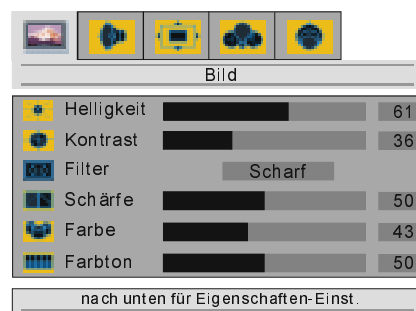 Bild
Helligkeit 61
Kontrast 36
Filter Scharf
Schärfe 50
Farbe 43
Farbton 50
nach unten für Eigenschaften-Einst.